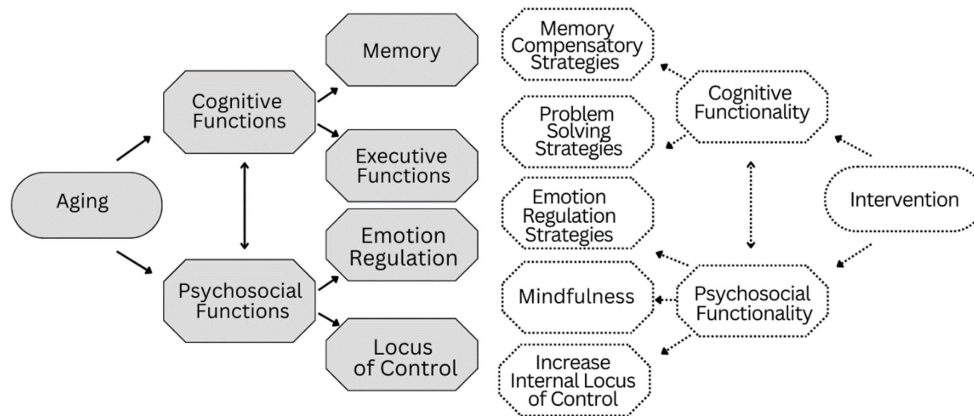 Aging
Cognitive
Functions
Psychosocial
Functions
Memory
Executive
Functions
Emotion
Regulation
Locus
of Control
Memory
Compensatory
Strategies
Problem
Solving
Strategies
Emotion
Regulation
Strategies
Mindfulness
Increase
Internal Locus
of Control
Cognitive
Functionality
Psychosocial
Functionality
Intervention